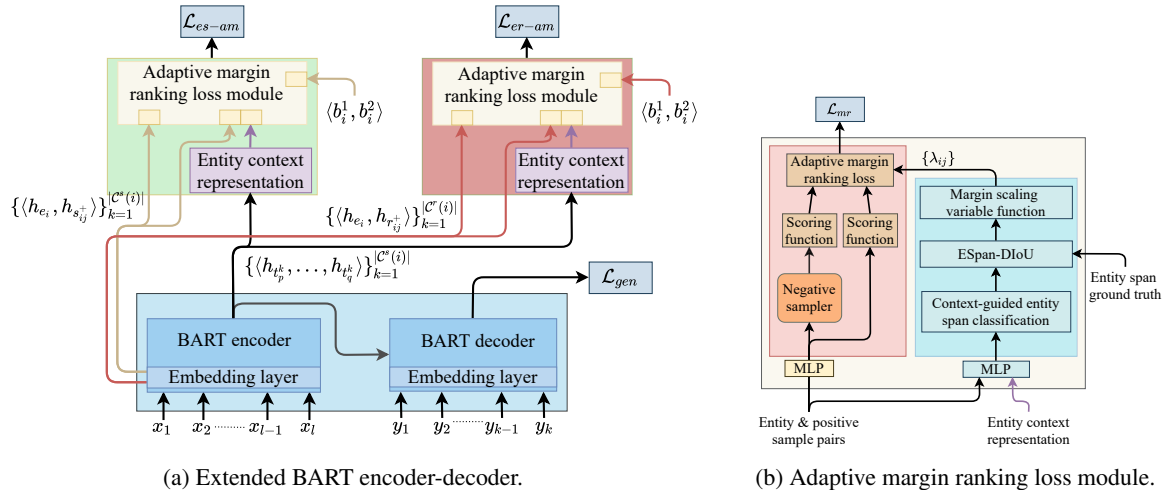 ℒ_{es-am}
ℒ_{er-am}
Adaptive margin
ranking loss module
⟨b_i^1, b_i^2⟩
Entity context
representation
Adaptive margin
ranking loss module
⟨b_i^1, b_i^2⟩
Entity context
representation
{⟨h_{e_i}, h_{s_{ij}^+}⟩}_{k=1}^{|𝒞^s(i)|}
{⟨h_{e_i}, h_{r_{ij}^+}⟩}_{k=1}^{|𝒞^r(i)|}
{⟨h_{t_p^k}, …, h_{t_q^k}⟩}_{k=1}^{|𝒞^s(i)|}
ℒ_{gen}
BART encoder
Embedding layer
BART decoder
Embedding layer
x_1 x_2 ......... x_{l−1} x_l
y_1 y_2 ......... y_{k−1} y_k
(a) Extended BART encoder-decoder.
ℒ_{mr}
Adaptive margin
ranking loss
{λ_{ij}}
Scoring
function
Scoring
function
Negative
sampler
MLP
Entity & positive
sample pairs
Margin scaling
variable function
ESpan-DIoU
Entity span
ground truth
Context-guided entity
span classification
MLP
Entity context
representation
(b) Adaptive margin ranking loss module.